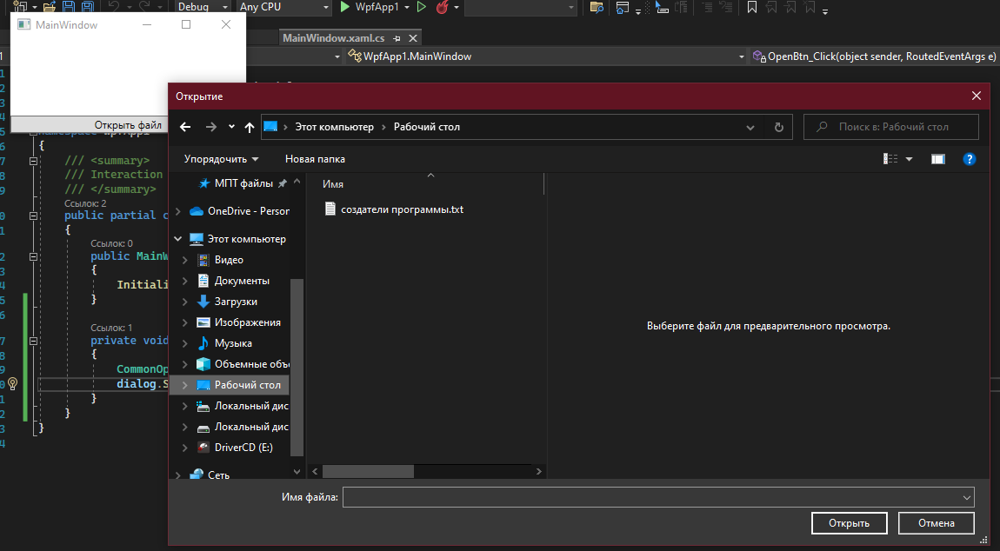 Debug
Any CPU
WpfApp1
MainWindow
MainWindow.xaml.cs
WpfApp1.MainWindow
OpenBtn_Click(object sender, RoutedEventArgs e)
Открыть файл
{
/// <summary>
/// Interaction
/// </summary>
Ссылок: 2
public partial c
{
Ссылок: 0
public MainW
{
Initiali
}
Ссылок: 1
private void
{
CommonOp
dialog.S
}
}
}
Открытие
Этот компьютер
Рабочий стол
Поиск в: Рабочий стол
Упорядочить
Новая папка
МПТ файлы
OneDrive - Person
Этот компьютер
Видео
Документы
Загрузки
Изображения
Музыка
Объемные объ
Рабочий стол
Локальный дис
Локальный дис
DriverCD (E:)
Сеть
Имя
создатели программы.txt
Выберите файл для предварительного просмотра.
Имя файла:
Открыть
Отмена